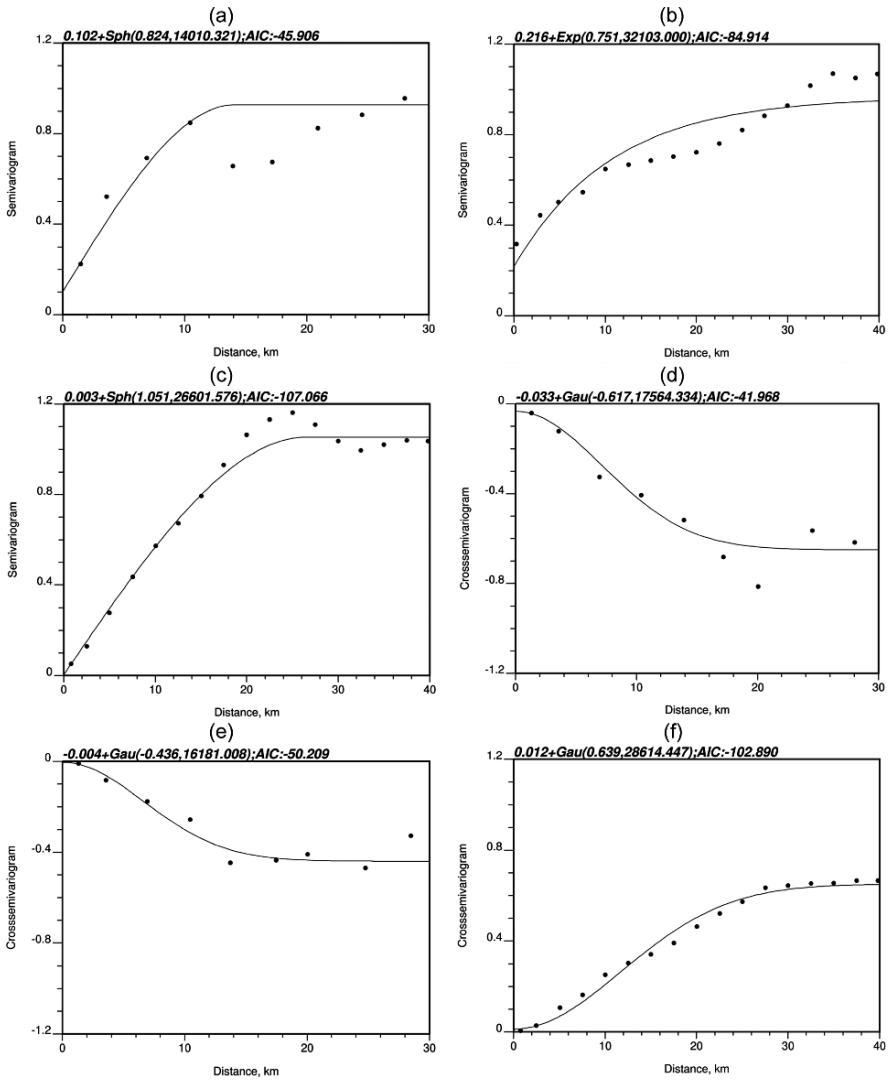 (a)
0.102+Sph(0.824,14010.321);AIC:-45.906
1.2
0.8
0.4
0
Semivariogram
0
10
20
30
Distance, km
(b)
0.216+Exp(0.751,32103.000);AIC:-84.914
1.2
0.8
0.4
0
Semivariogram
0
10
20
30
40
Distance, km
(c)
0.003+Sph(1.051,26601.576);AIC:-107.066
1.2
0.8
0.4
0
Semivariogram
0
10
20
30
40
Distance, km
(d)
-0.033+Gau(-0.617,17564.334);AIC:-41.968
0
-0.4
-0.8
-1.2
Crosssemivariogram
0
10
20
30
Distance, km
(e)
-0.004+Gau(-0.436,16181.008);AIC:-50.209
0
-0.4
-0.8
-1.2
Crosssemivariogram
0
10
20
30
Distance, km
(f)
0.012+Gau(0.639,28614.447);AIC:-102.890
1.2
0.8
0.4
0
Crosssemivariogram
0
10
20
30
40
Distance, km